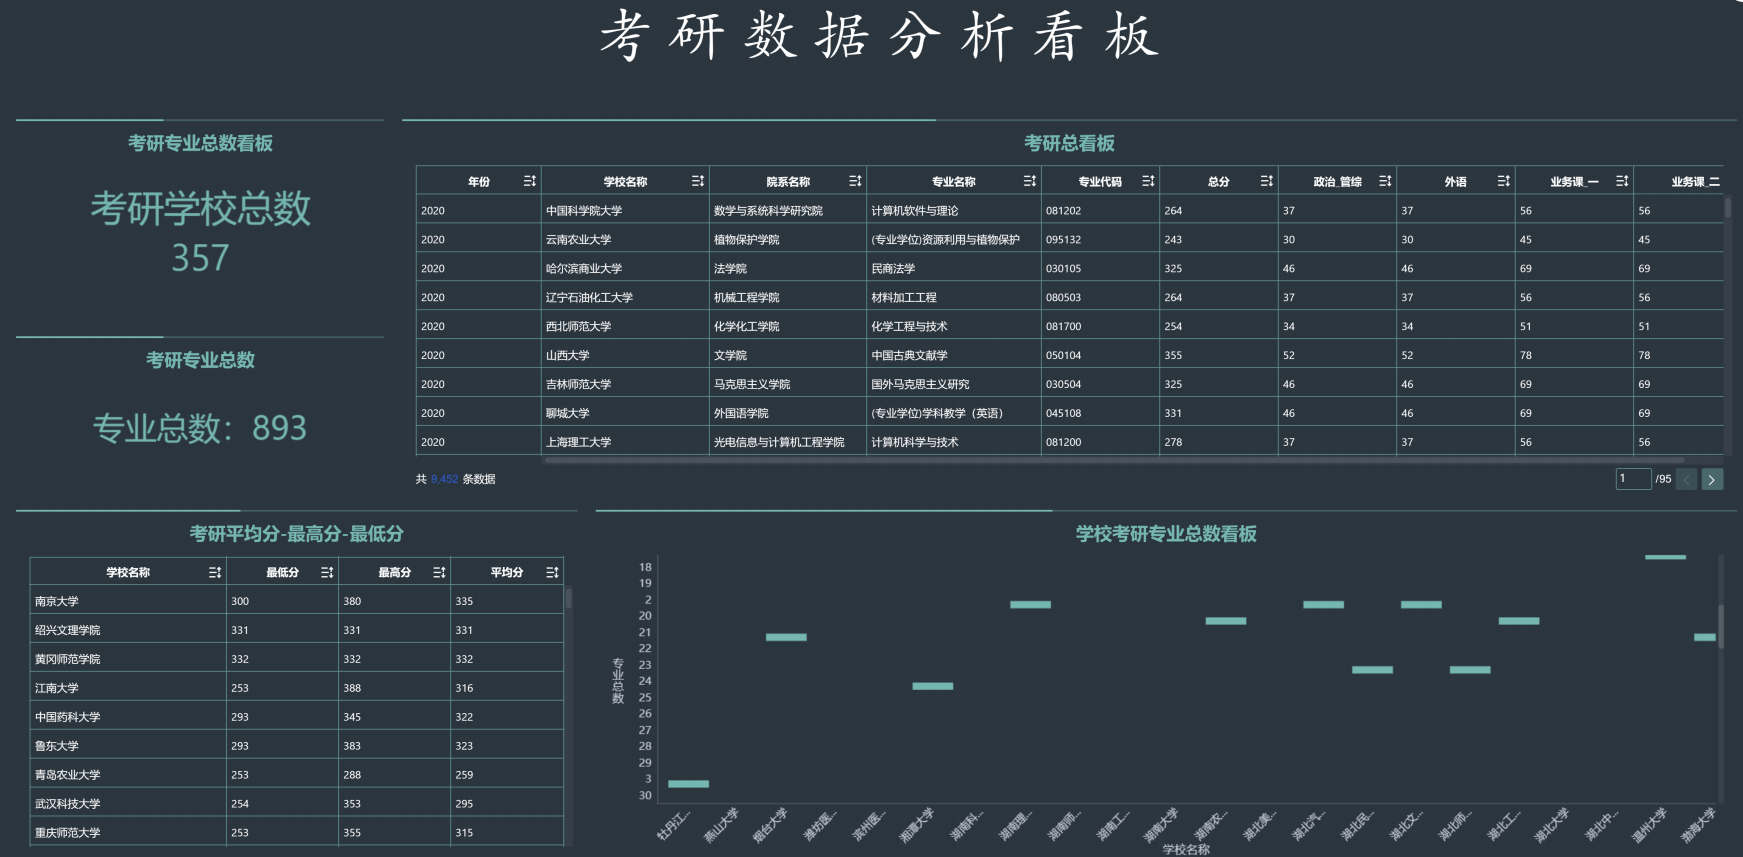 考研数据分析看板
考研专业总数看板
考研学校总数
357
考研专业总数
专业总数：893
考研总看板
年份 学校名称 院系名称 专业名称 专业代码 总分 政治_管综 外语 业务课_一 业务课_二
2020 中国科学院大学 数学与系统科学研究院 计算机软件与理论 081202 264 37 37 56 56
2020 云南农业大学 植物保护学院 (专业学位)资源利用与植物保护 095132 243 30 30 45 45
2020 哈尔滨商业大学 法学院 民商法学 030105 325 46 46 69 69
2020 辽宁石油化工大学 机械工程学院 材料加工工程 080503 264 37 37 56 56
2020 西北师范大学 化学化工学院 化学工程与技术 081700 254 34 34 51 51
2020 山西大学 文学院 中国古典文献学 050104 355 52 52 78 78
2020 吉林师范大学 马克思主义学院 国外马克思主义研究 030504 325 46 46 69 69
2020 聊城大学 外国语学院 (专业学位)学科教学（英语） 045108 331 46 46 69 69
2020 上海理工大学 光电信息与计算机工程学院 计算机科学与技术 081200 278 37 37 56 56
共 9,452 条数据
1 /95
考研平均分-最高分-最低分
学校名称 最低分 最高分 平均分
南京大学 300 380 335
绍兴文理学院 331 331 331
黄冈师范学院 332 332 332
江南大学 253 388 316
中国药科大学 293 345 322
鲁东大学 293 383 323
青岛农业大学 253 288 259
武汉科技大学 254 353 295
重庆师范大学 253 355 315
学校考研专业总数看板
专业总数
18
19
2
20
21
22
23
24
25
26
27
28
29
3
30
牡丹江... 燕山大学 烟台大学 潍坊医... 滨州医... 湘潭大学 湖南科... 湖南理... 湖南师... 湖南工... 湖南大学 湖南农... 湖北美... 湖北汽... 湖北民... 湖北文... 湖北师... 湖北工... 湖北大学 湖北中... 温州大学 渤海大学
学校名称